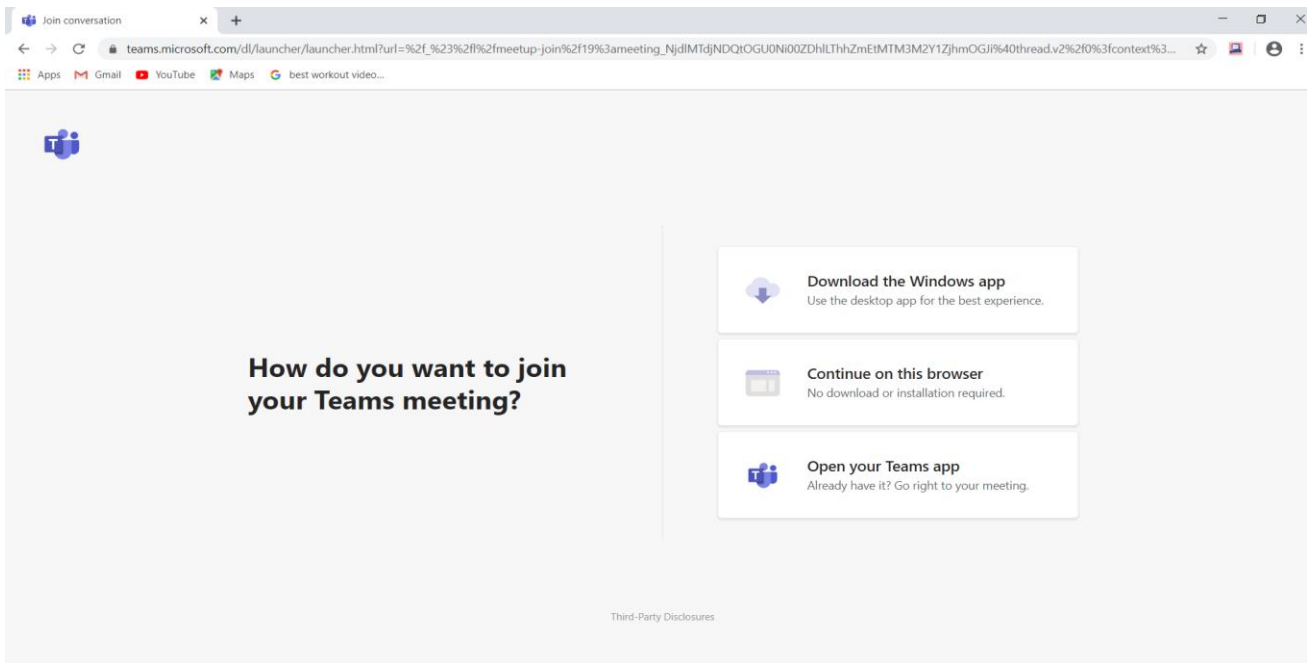 Join conversation
teams.microsoft.com/dl/launcher/launcher.html?url=%2f_%23%2fl%2fmeetup-join%2f19%3ameeting_NjdlMTdjNDQtOGU0Ni00ZDhlLThhZmEtMTM3M2Y1ZjhmOGJi%40thread.v2%2f0%3fcontext%3...
Apps Gmail YouTube Maps best workout video...
How do you want to join
your Teams meeting?
Download the Windows app
Use the desktop app for the best experience.
Continue on this browser
No download or installation required.
Open your Teams app
Already have it? Go right to your meeting.
Third-Party Disclosures